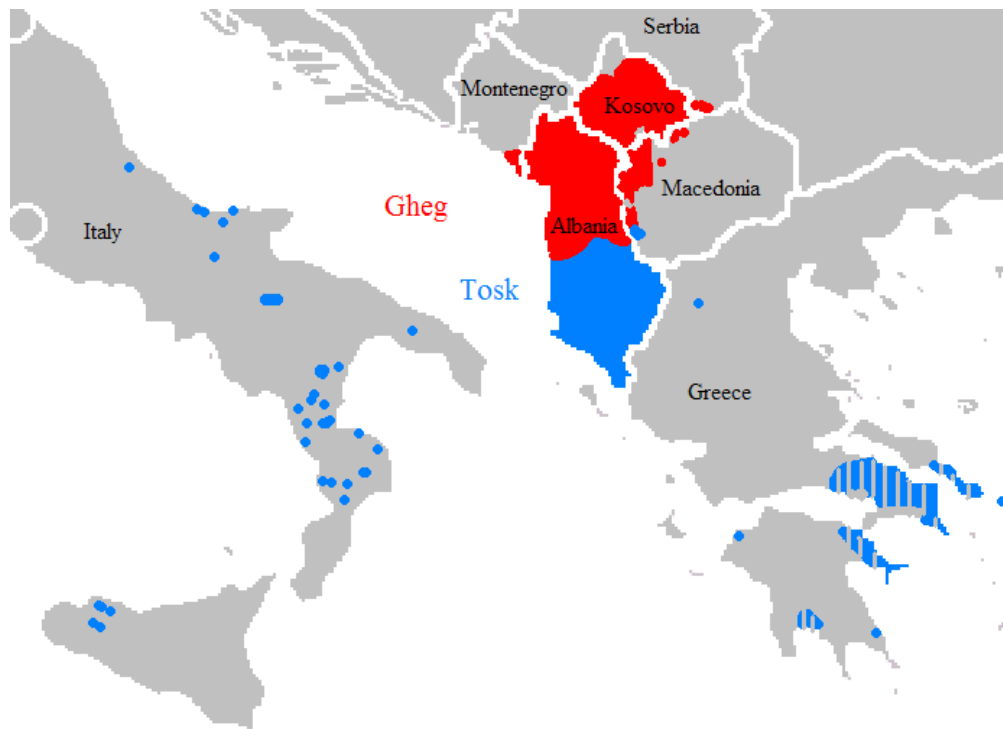 Serbia
Montenegro
Kosovo
Macedonia
Gheg
Albania
Italy
Tosk
Greece